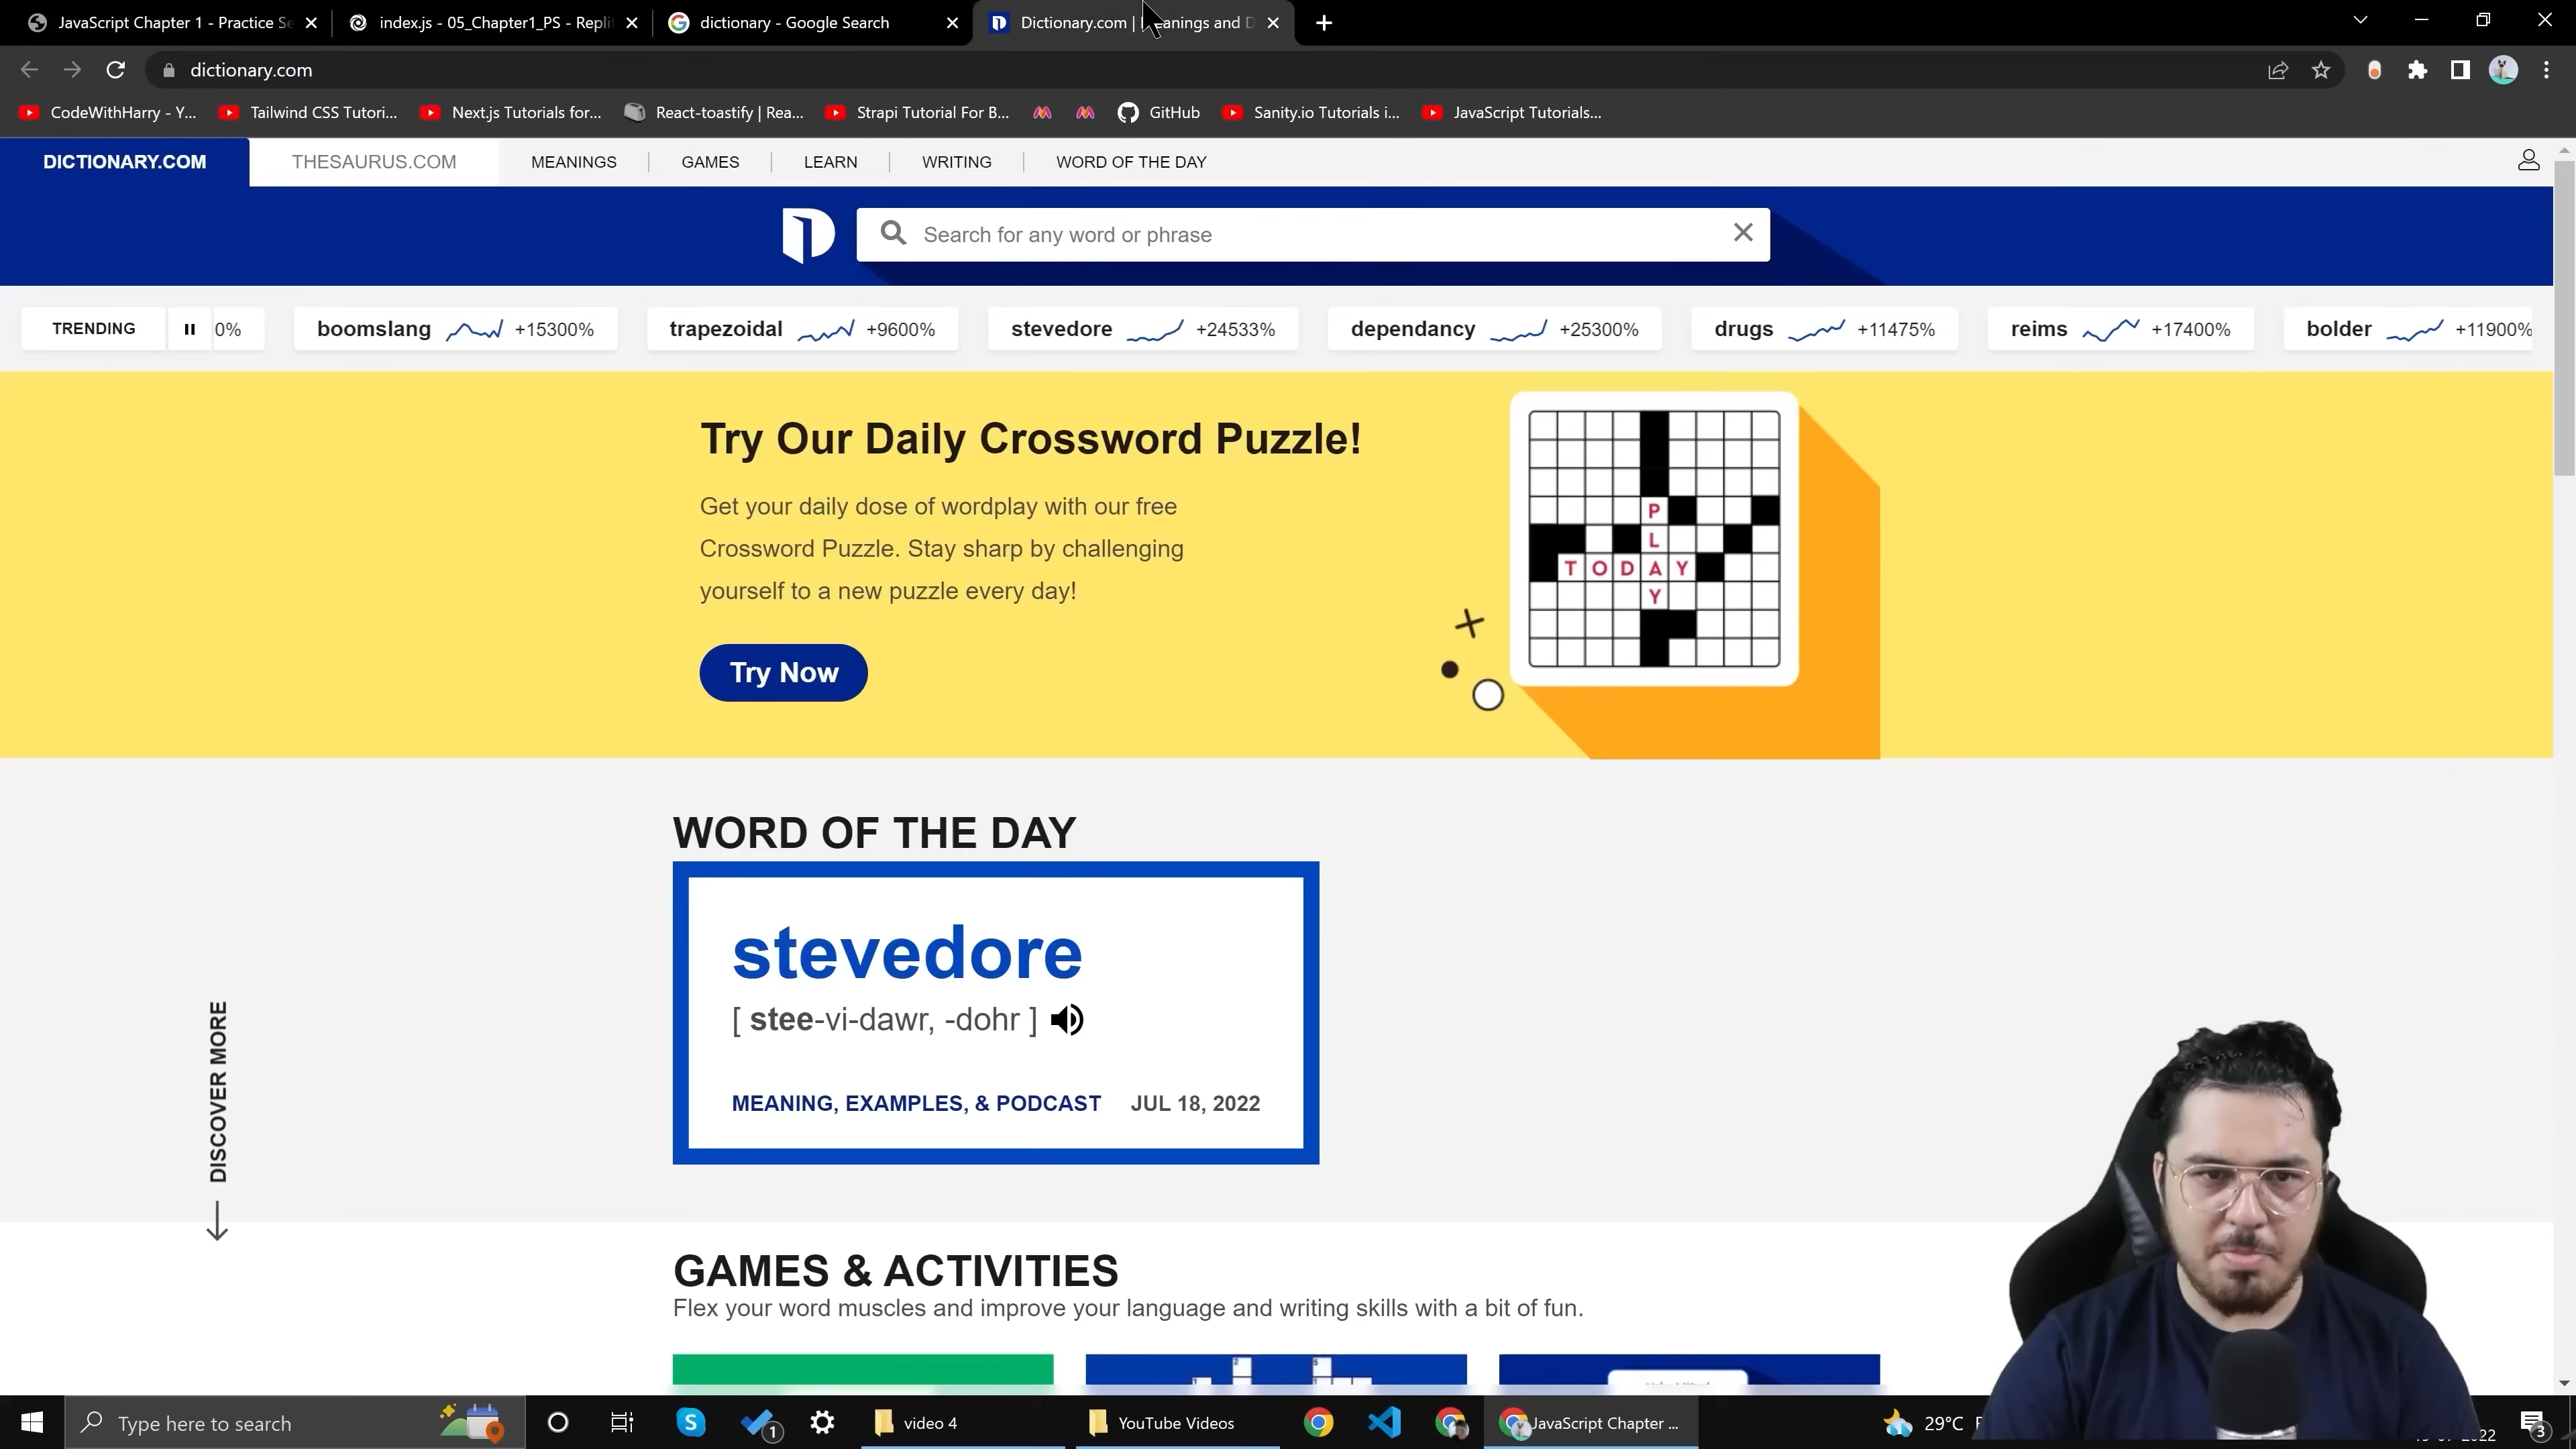 JavaScript Chapter 1 - Practice Se
index.js - 05_Chapter1_PS - Replit
dictionary - Google Search
Dictionary.com | Meanings and D
dictionary.com
CodeWithHarry - Y...
Tailwind CSS Tutori...
Next.js Tutorials for...
React-toastify | Rea...
Strapi Tutorial For B...
GitHub
Sanity.io Tutorials i...
JavaScript Tutorials...
DICTIONARY.COM
THESAURUS.COM
MEANINGS
GAMES
LEARN
WRITING
WORD OF THE DAY
Search for any word or phrase
TRENDING
0%
boomslang +15300%
trapezoidal +9600%
stevedore +24533%
dependancy +25300%
drugs +11475%
reims +17400%
bolder +11900%
Try Our Daily Crossword Puzzle!
Get your daily dose of wordplay with our free
Crossword Puzzle. Stay sharp by challenging
yourself to a new puzzle every day!
Try Now
P
L
TODAY
Y
WORD OF THE DAY
stevedore
[ stee-vi-dawr, -dohr ]
MEANING, EXAMPLES, & PODCAST JUL 18, 2022
DISCOVER MORE
GAMES & ACTIVITIES
Flex your word muscles and improve your language and writing skills with a bit of fun.
Type here to search
1
video 4
YouTube Videos
JavaScript Chapter ...
29°C
3